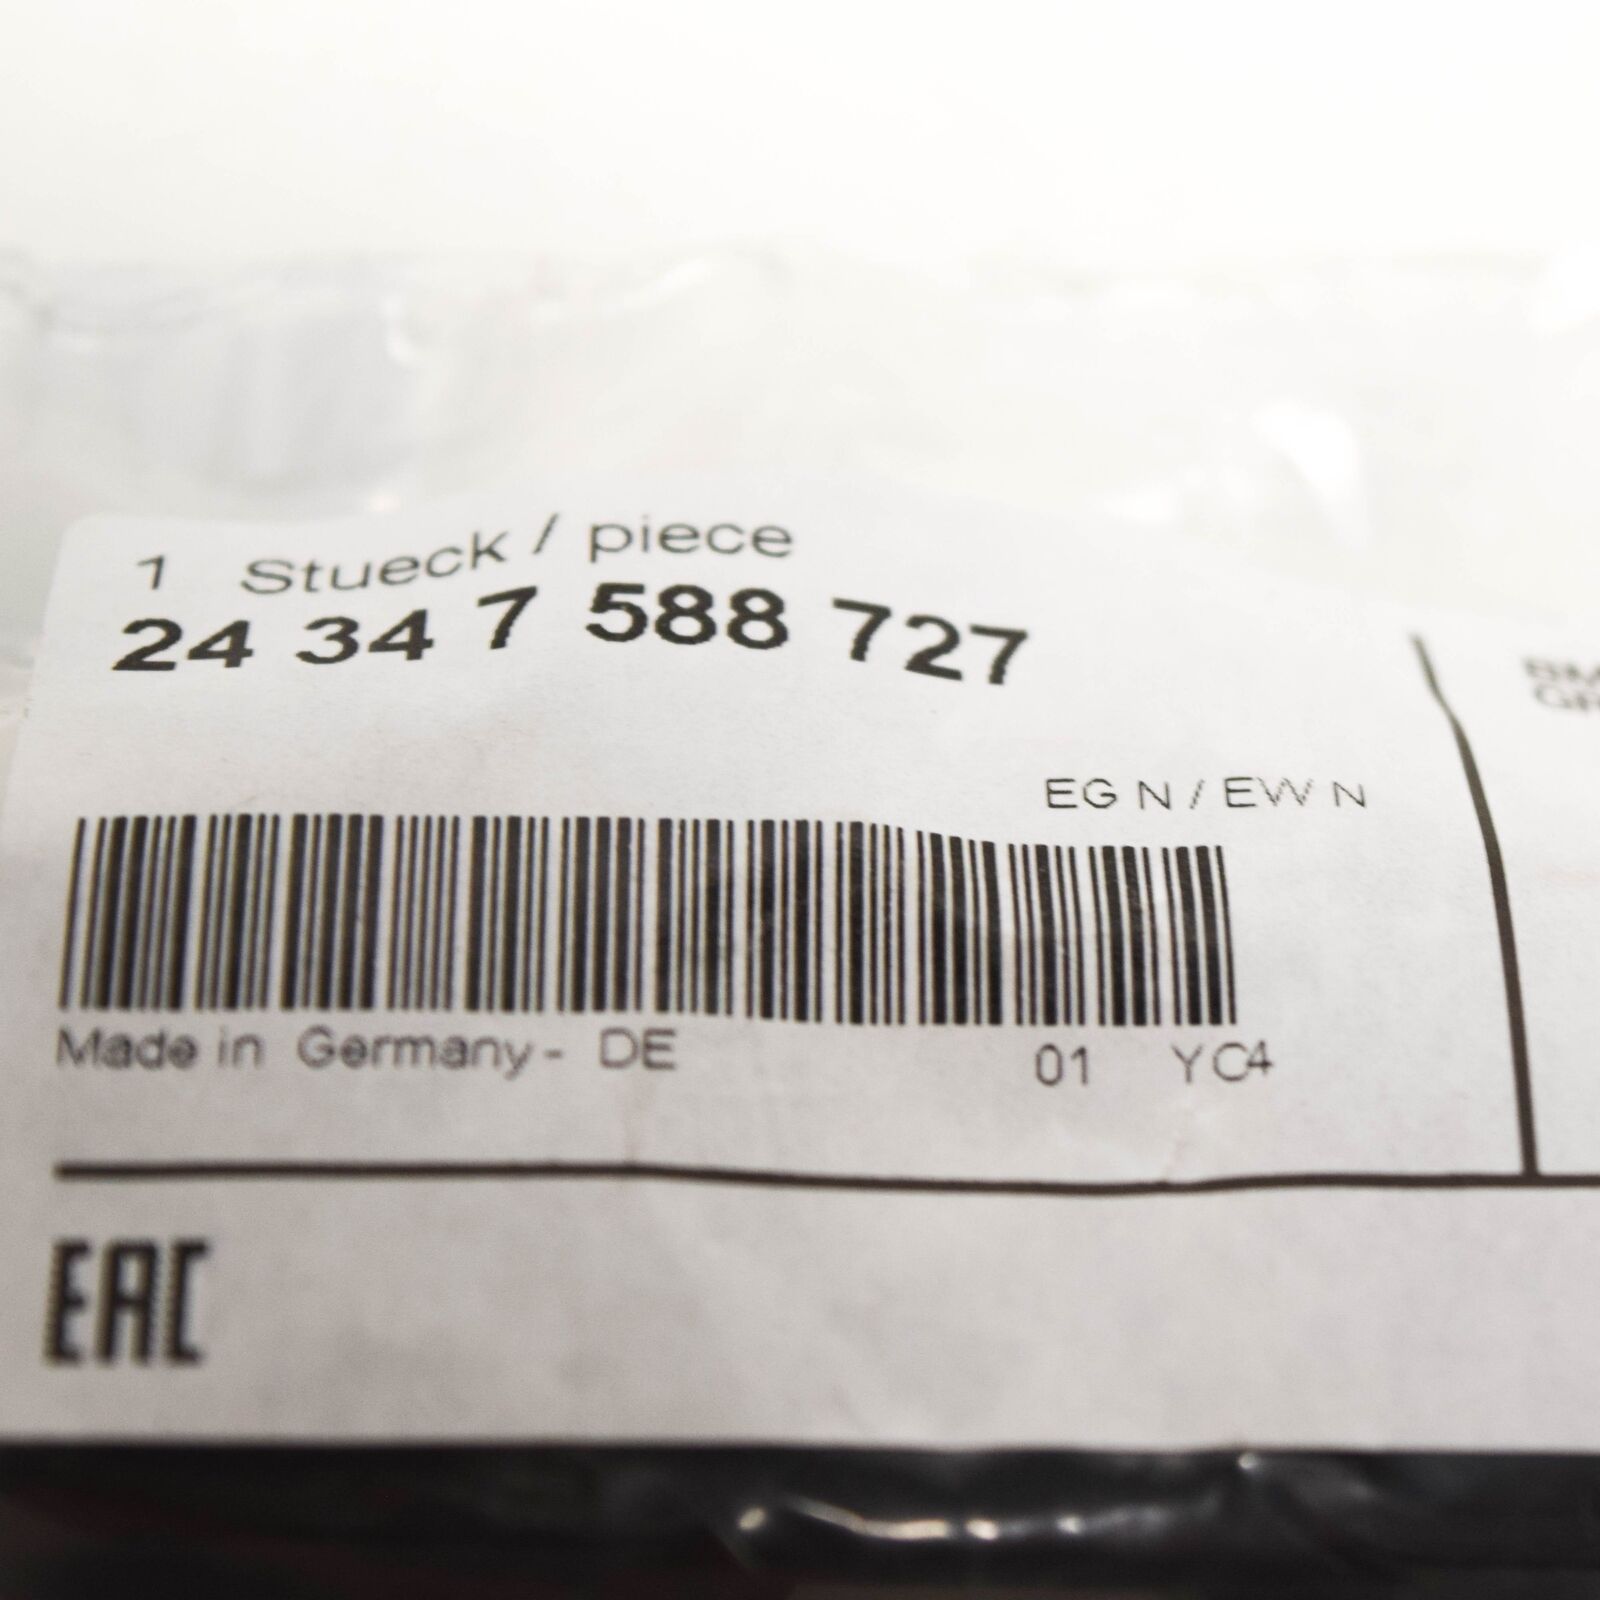 1 Stueck / piece
24 34 7 588 727
EG N / EW N
Made in Germany - DE 01 YC4
EAC